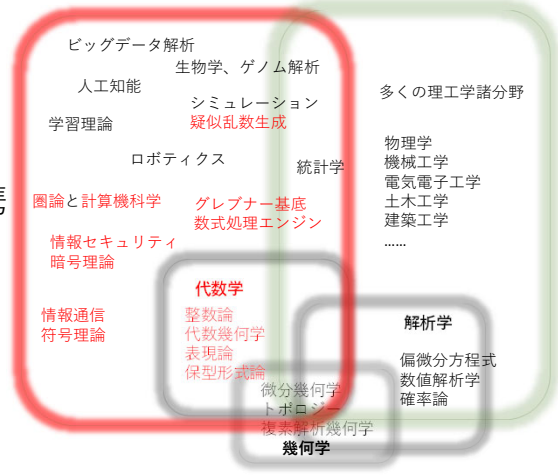 ビッグデータ解析
生物学、ゲノム解析
人工知能
シミュレーション
疑似乱数生成
学習理論
ロボティクス
統計学
圏論と計算機科学
グレブナー基底
数式処理エンジン
情報セキュリティ
暗号理論
情報通信
符号理論
代数学
整数論
代数幾何学
表現論
保型形式論
多くの理工学諸分野
物理学
機械工学
電気電子工学
土木工学
建築工学
……
解析学
偏微分方程式
数値解析学
確率論
微分幾何学
トポロジー
複素解析幾何学
幾何学